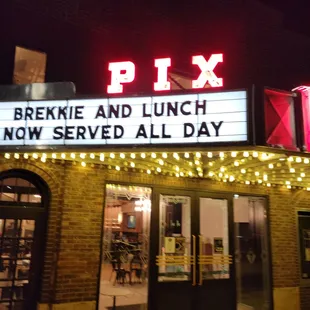 PIX
BREKKIE AND LUNCH
NOW SERVED ALL DAY